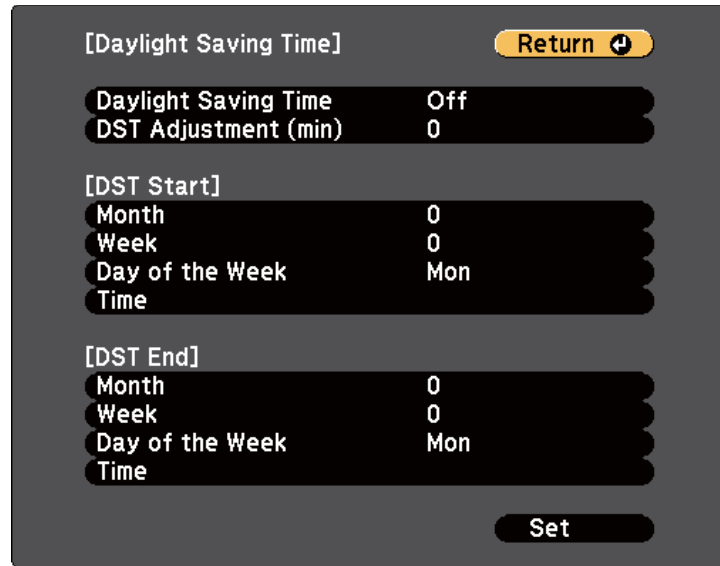 [Daylight Saving Time] Return
Daylight Saving Time Off
DST Adjustment (min) 0
[DST Start]
Month 0
Week 0
Day of the Week Mon
Time
[DST End]
Month 0
Week 0
Day of the Week Mon
Time
Set